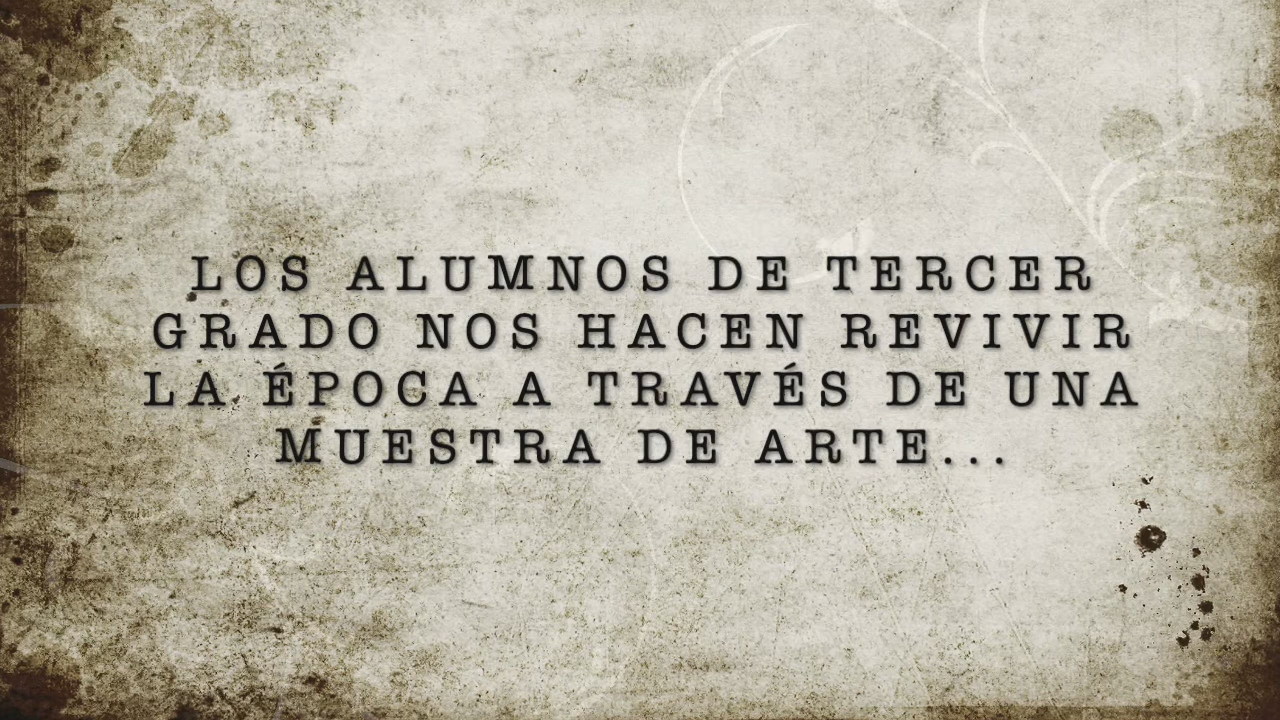 LOS ALUMNOS DE TERCER
GRADO NOS HACEN REVIVIR
LA ÉPOCA A TRAVÉS DE UNA
MUESTRA DE ARTE...